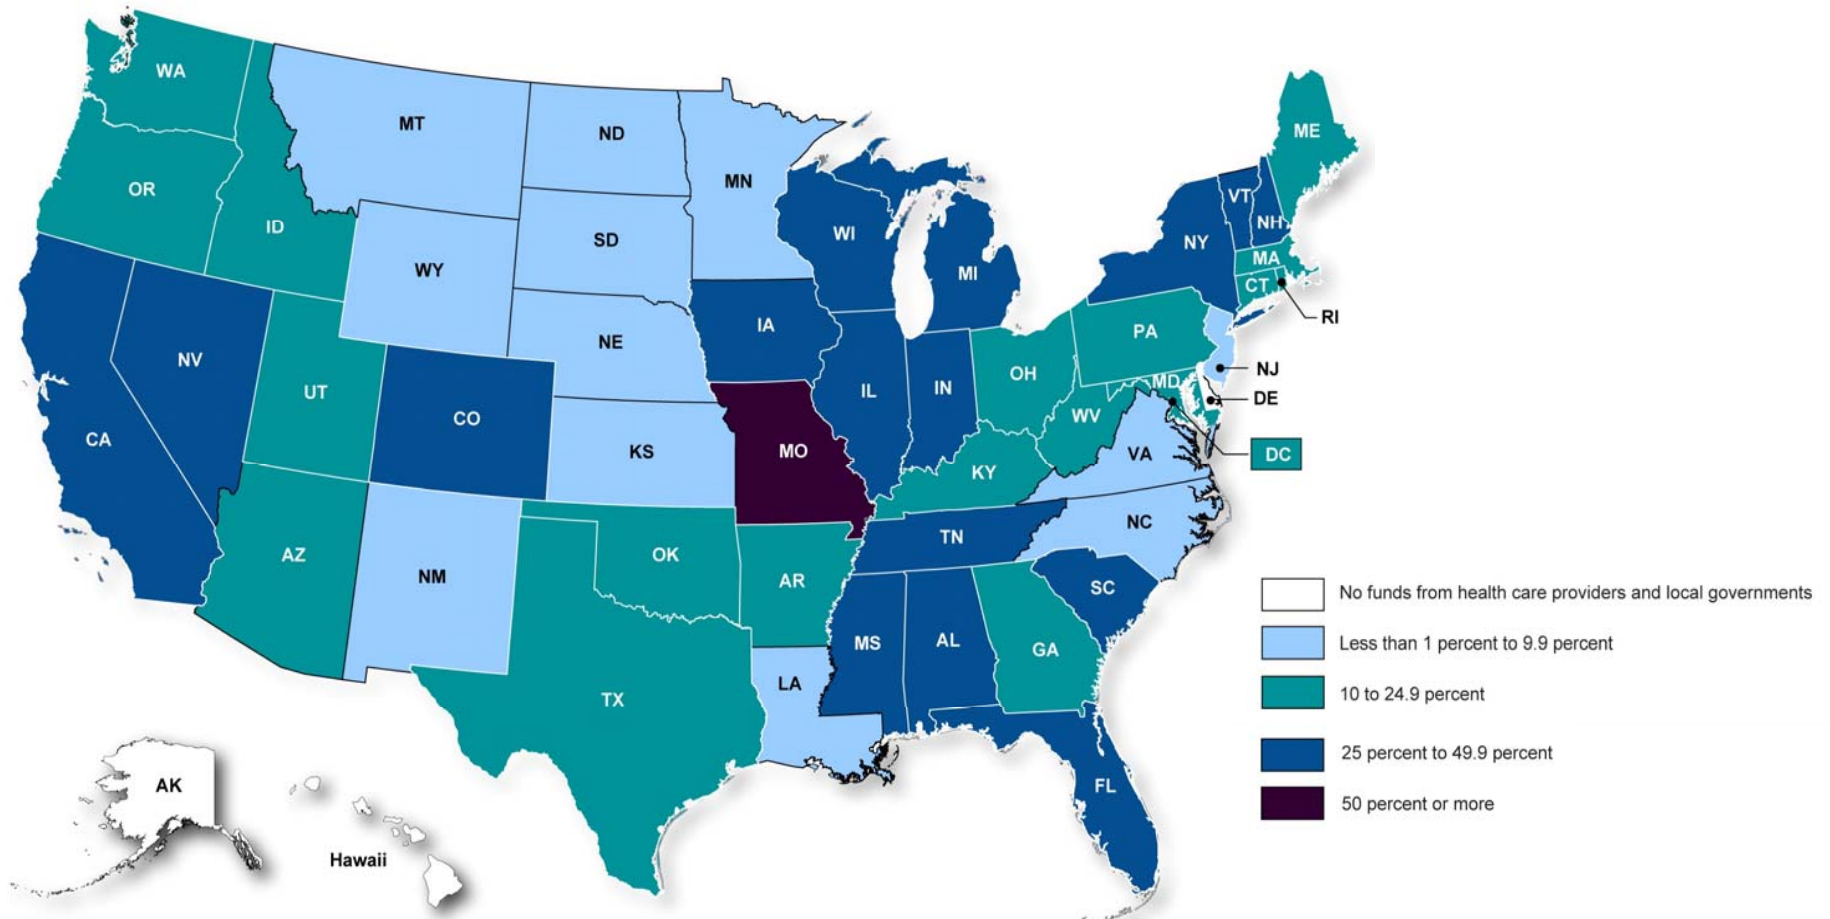 WA
MT
ND
MN
ME
OR
ID
WY
SD
WI
MI
NY
VT
NH
MA
CT
RI
NV
UT
CO
NE
IA
IL
IN
OH
PA
NJ
DE
MD
DC
WV
CA
KS
MO
KY
VA
AZ
NM
OK
AR
TN
NC
SC
TX
LA
MS
AL
GA
FL
AK
Hawaii
No funds from health care providers and local governments
Less than 1 percent to 9.9 percent
10 to 24.9 percent
25 percent to 49.9 percent
50 percent or more